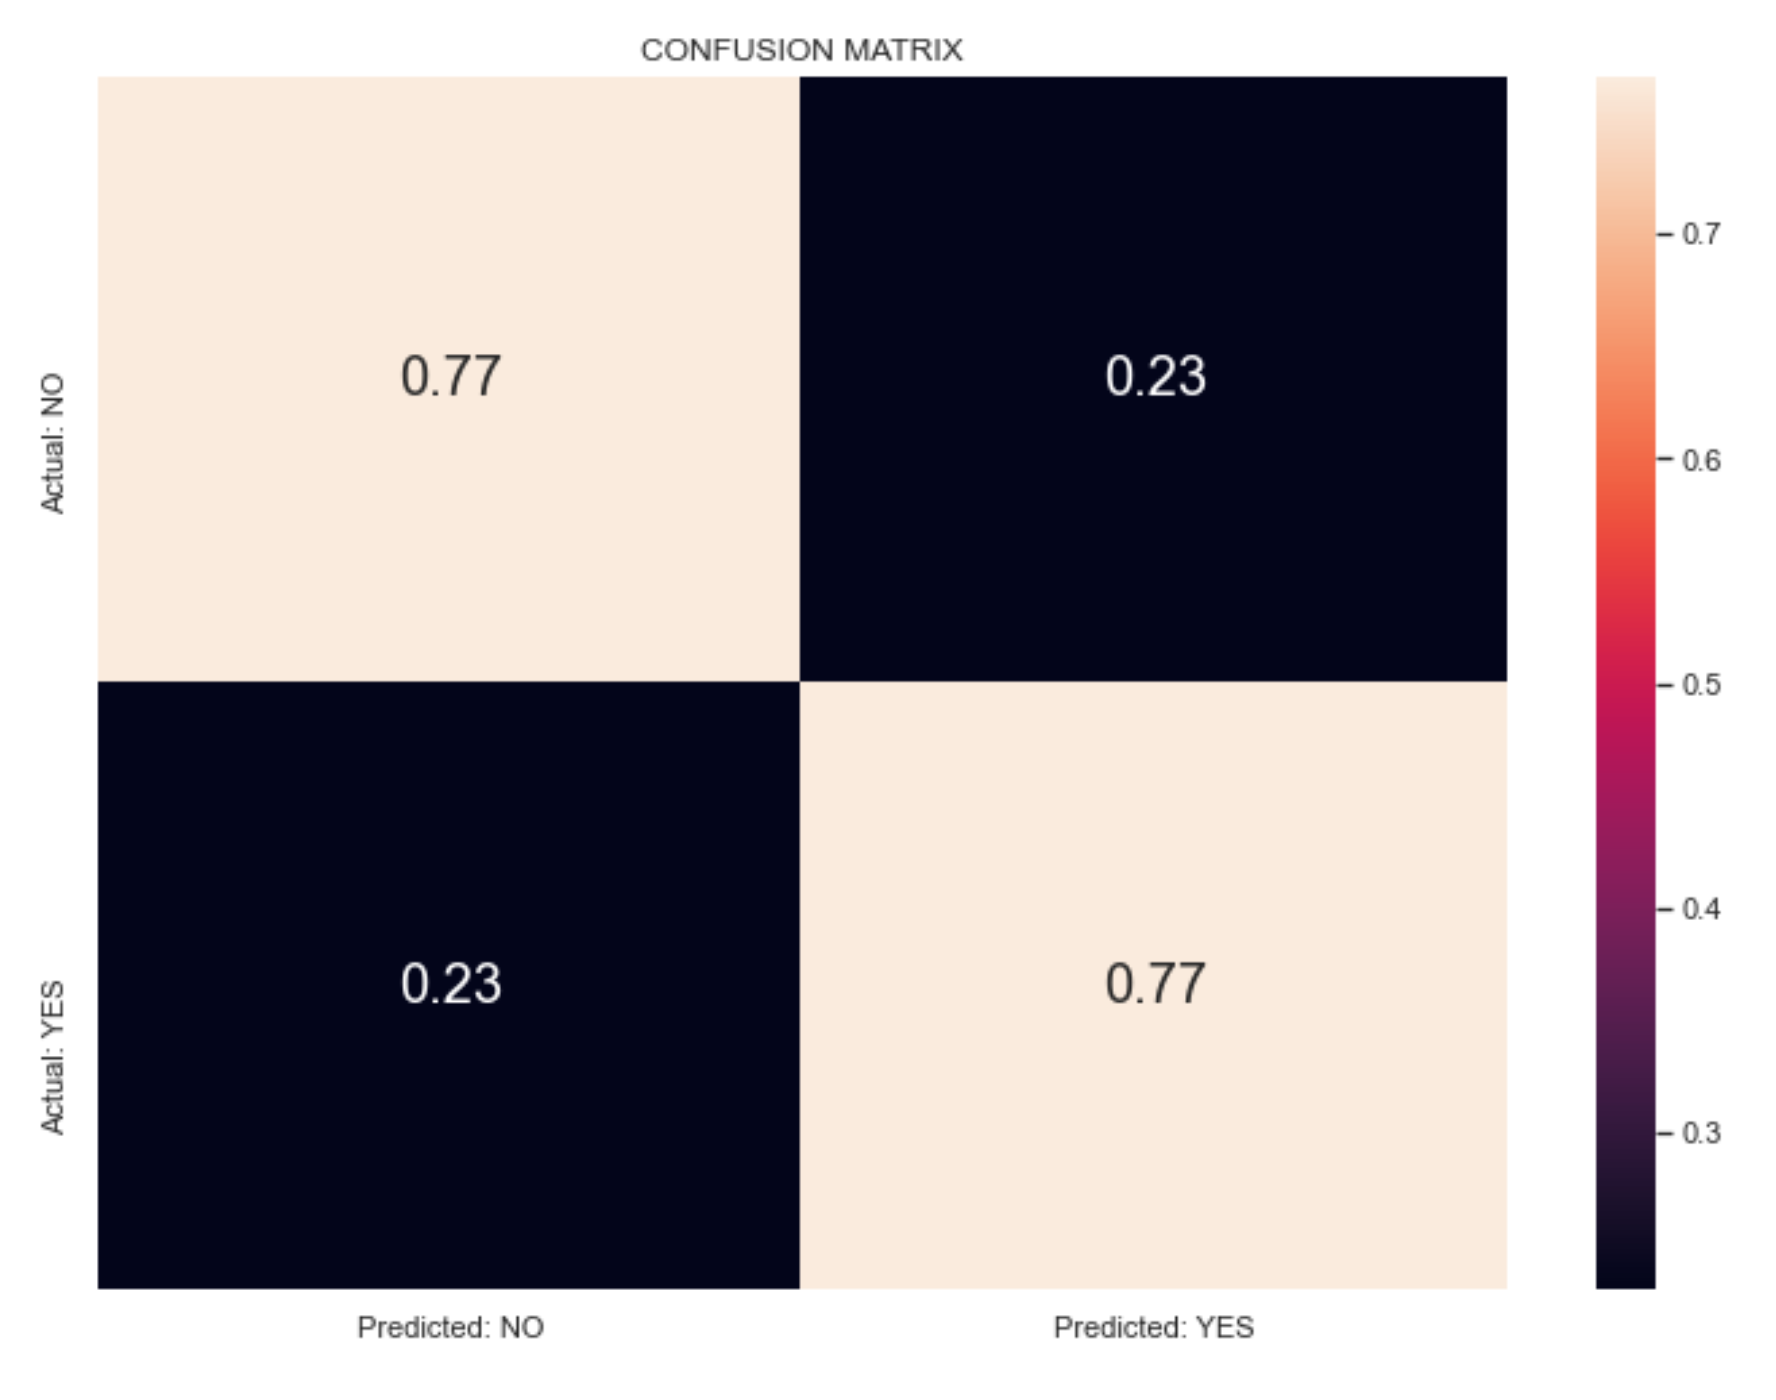 CONFUSION MATRIX
Actual: NO
0.77
0.23
Actual: YES
0.23
0.77
Predicted: NO
Predicted: YES
0.7
0.6
0.5
0.4
0.3